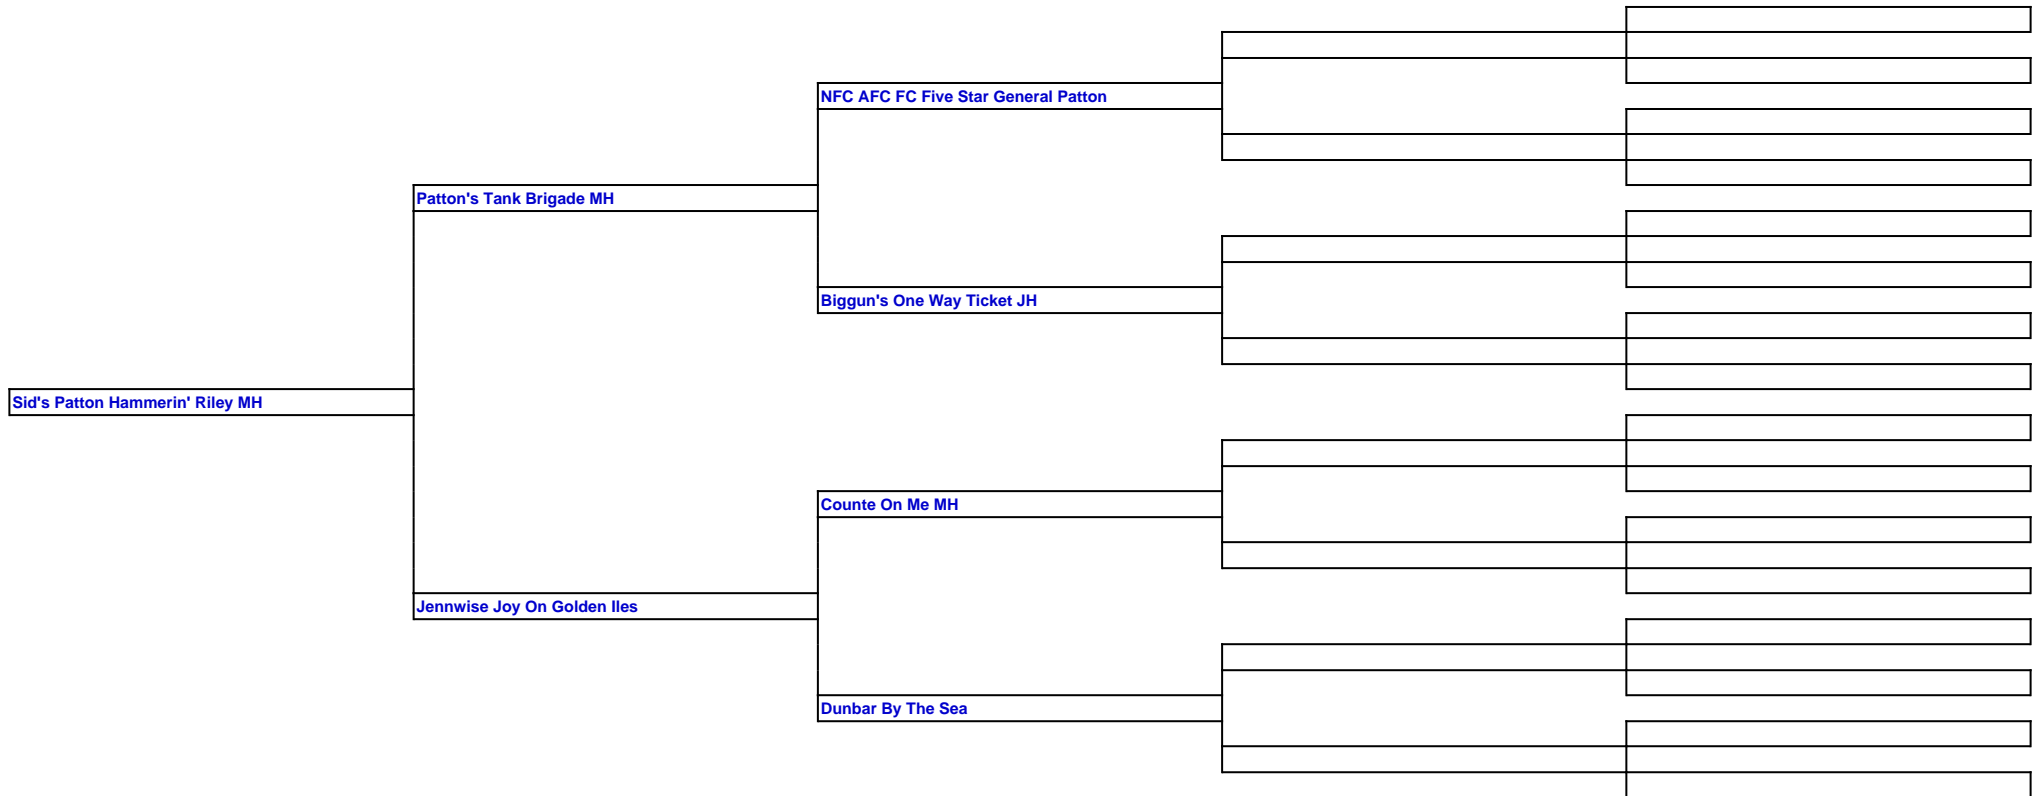 NFC AFC FC Five Star General Patton
Patton's Tank Brigade MH
Biggun's One Way Ticket JH
Sid's Patton Hammerin' Riley MH
Counte On Me MH
Jennwise Joy On Golden Iles
Dunbar By The Sea